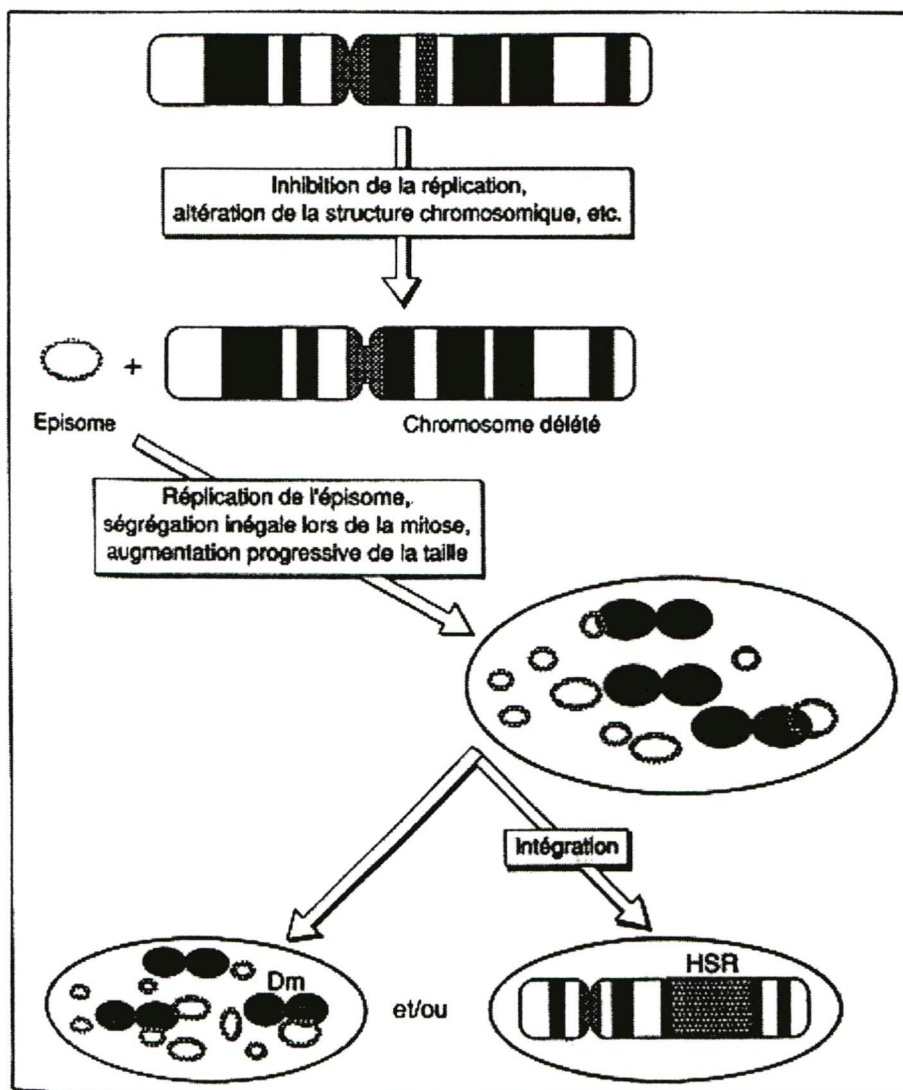 Inhibition de la réplication,
altération de la structure chromosomique, etc.
+
Episome
Chromosome délété
Réplication de l'épisome,
ségrégation inégale lors de la mitose,
augmentation progressive de la taille
Intégration
Dm
et/ou
HSR